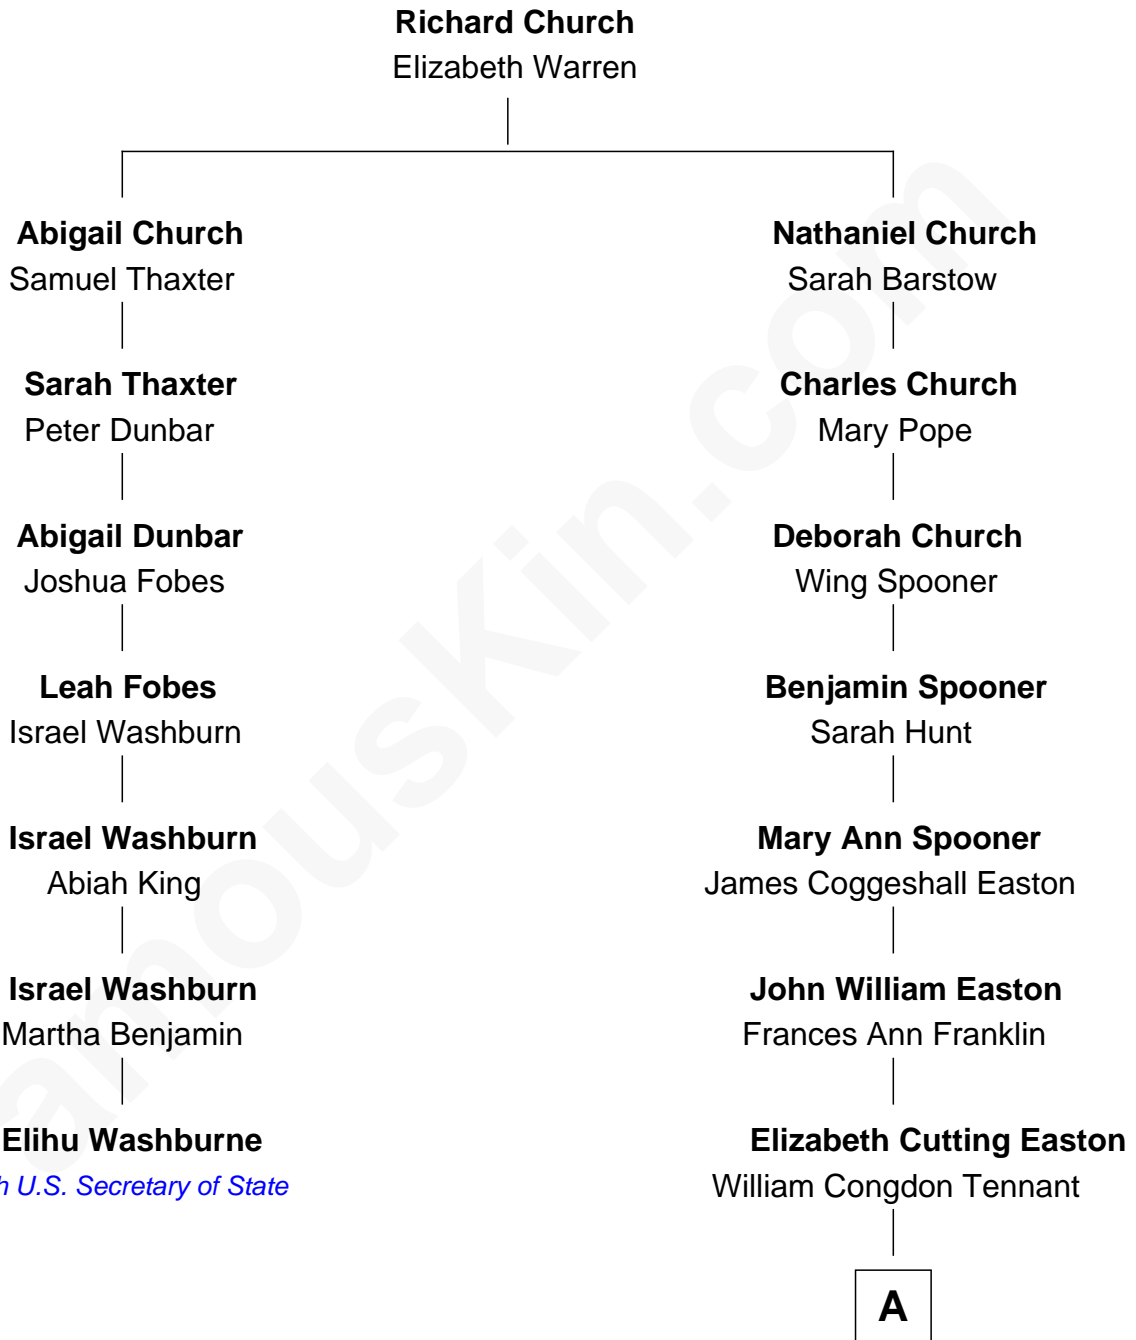 Richard Church
Elizabeth Warren
Abigail Church
Samuel Thaxter
Nathaniel Church
Sarah Barstow
Sarah Thaxter
Peter Dunbar
Charles Church
Mary Pope
Abigail Dunbar
Joshua Fobes
Deborah Church
Wing Spooner
Leah Fobes
Israel Washburn
Benjamin Spooner
Sarah Hunt
Israel Washburn
Abiah King
Mary Ann Spooner
James Coggeshall Easton
Israel Washburn
Martha Benjamin
John William Easton
Frances Ann Franklin
Elihu Washburne
U.S. Secretary of State
Elizabeth Cutting Easton
William Congdon Tennant
A
amouskin.com